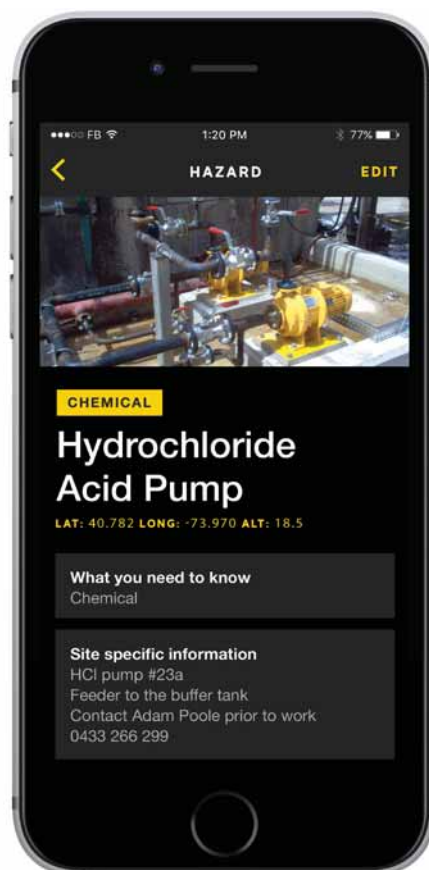 FB 1:20 PM 77%
HAZARD EDIT
CHEMICAL
Hydrochloride
Acid Pump
LAT: 40.782 LONG: -73.970 ALT: 18.5
What you need to know
Chemical
Site specific information
HCl pump #23a
Feeder to the buffer tank
Contact Adam Poole prior to work
0433 266 299